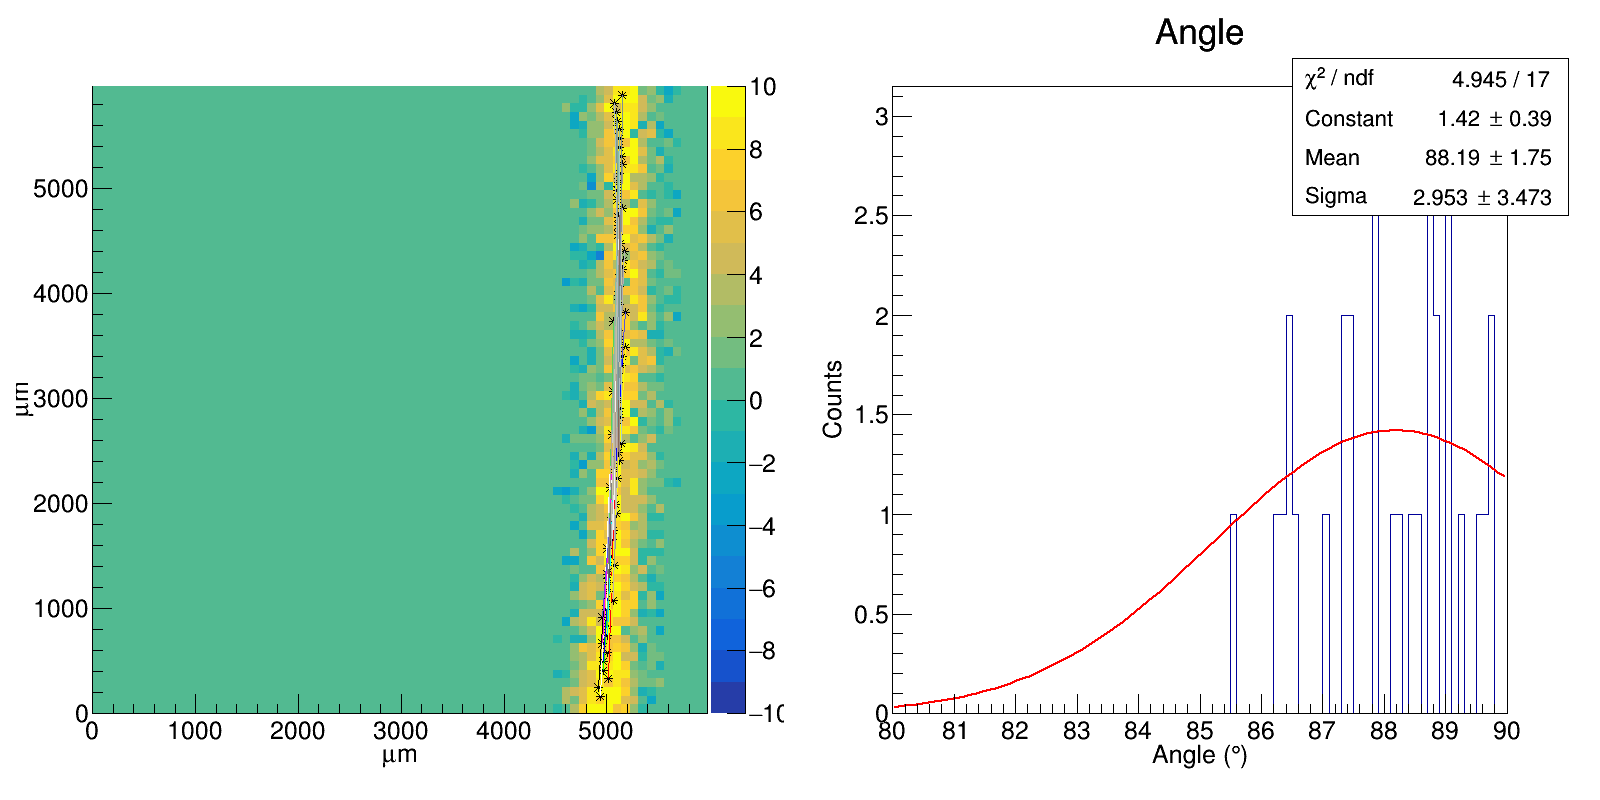 Angle
χ² / ndf 4.945 / 17
Constant 1.42 ± 0.39
Mean 88.19 ± 1.75
Sigma 2.953 ± 3.473
10
8
6
4
2
0
−2
−4
−6
−8
−10
5000
4000
3000
2000
1000
0
μm
0 1000 2000 3000 4000 5000
μm
3
2.5
2
1.5
1
0.5
0
Counts
80 81 82 83 84 85 86 87 88 89 90
Angle (°)